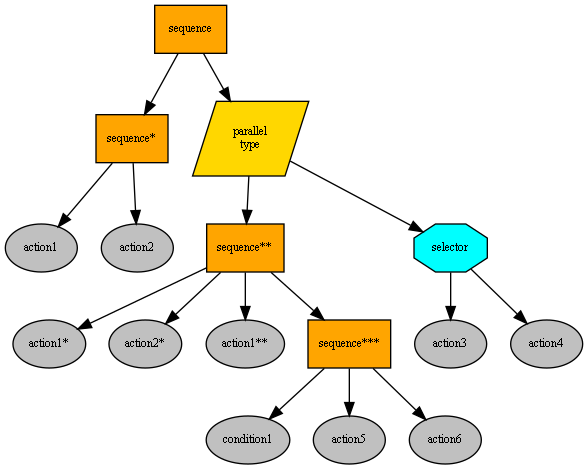 sequence
sequence*
parallel
type
action1
action2
sequence**
selector
action1*
action2*
action1**
sequence***
action3
action4
condition1
action5
action6